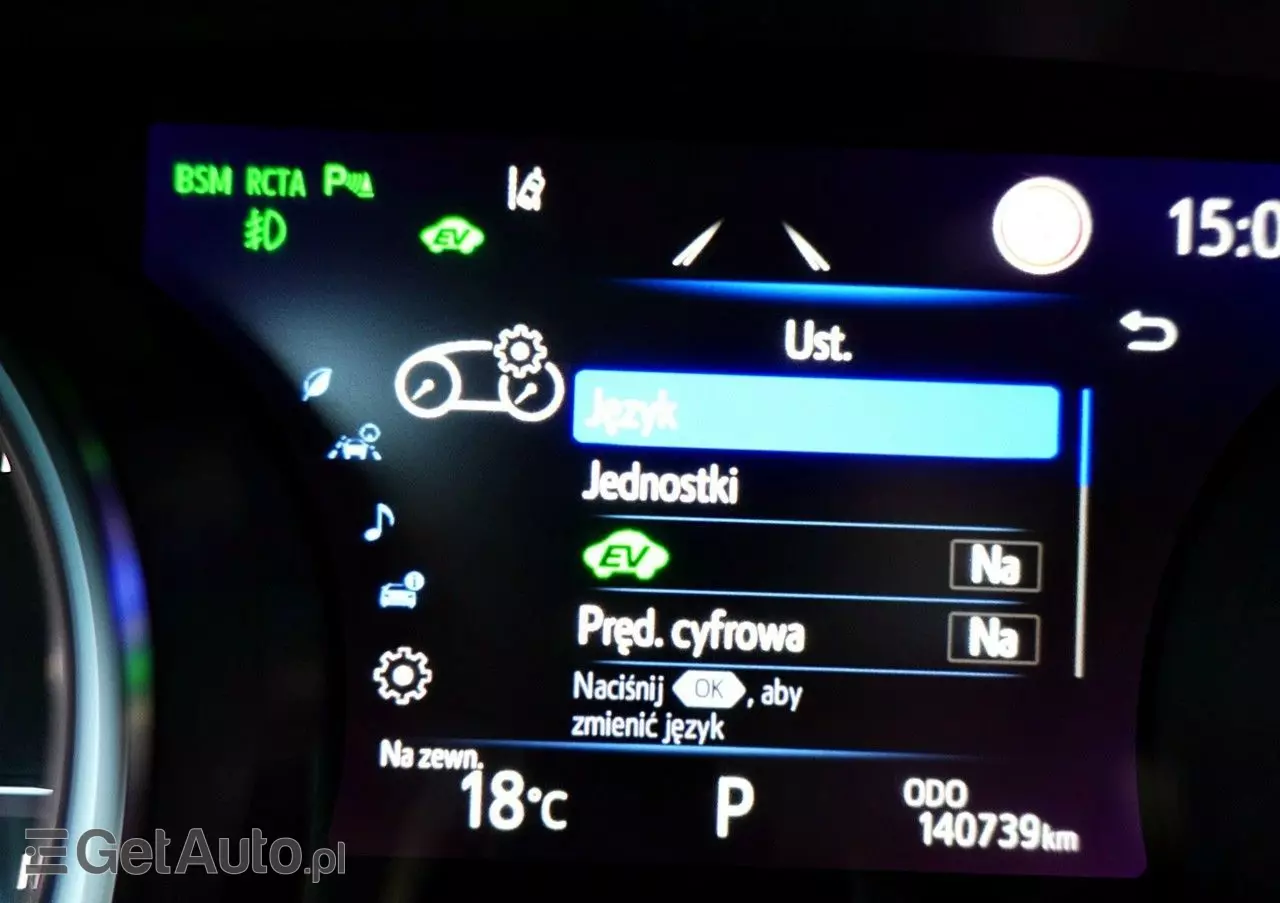 BSM RCTA P
EV
15:0
Ust.
Język
Jednostki
EV Na
Pręd. cyfrowa Na
Naciśnij OK, aby
zmienić język
Na zewn.
18°C
P
ODO
140739km
H
GetAuto.pl